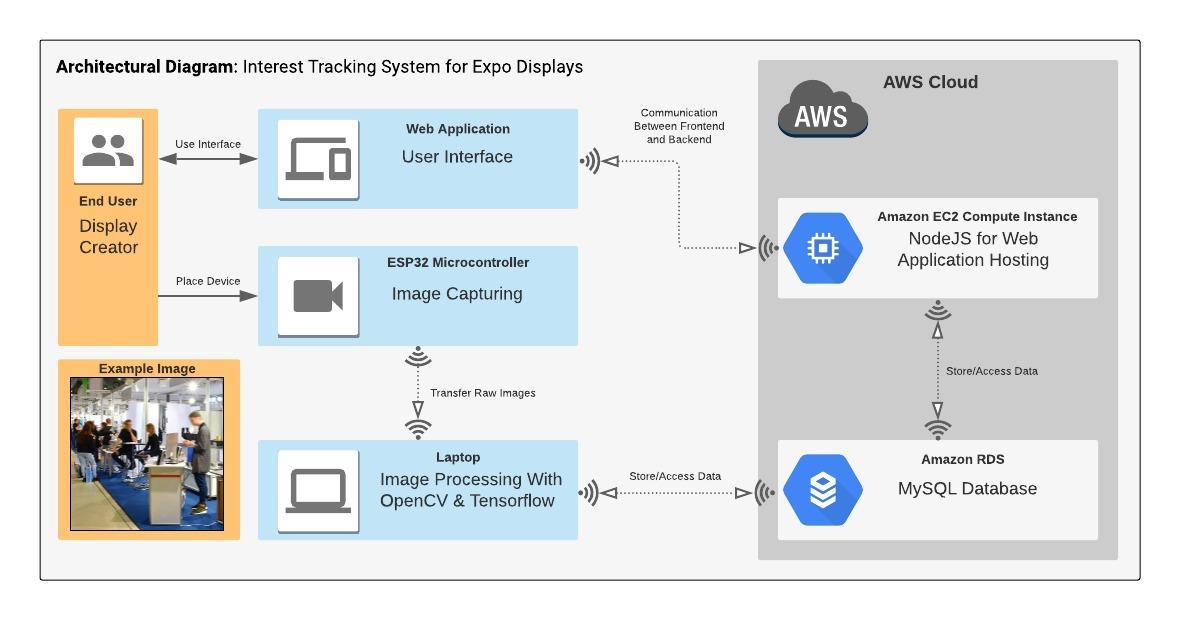 Architectural Diagram: Interest Tracking System for Expo Displays
End User
Display
Creator
Use Interface
Place Device
Web Application
User Interface
ESP32 Microcontroller
Image Capturing
Transfer Raw Images
Example Image
Laptop
Image Processing With
OpenCV & Tensorflow
Communication
Between Frontend
and Backend
Store/Access Data
AWS
AWS Cloud
Amazon EC2 Compute Instance
NodeJS for Web
Application Hosting
Store/Access Data
Amazon RDS
MySQL Database